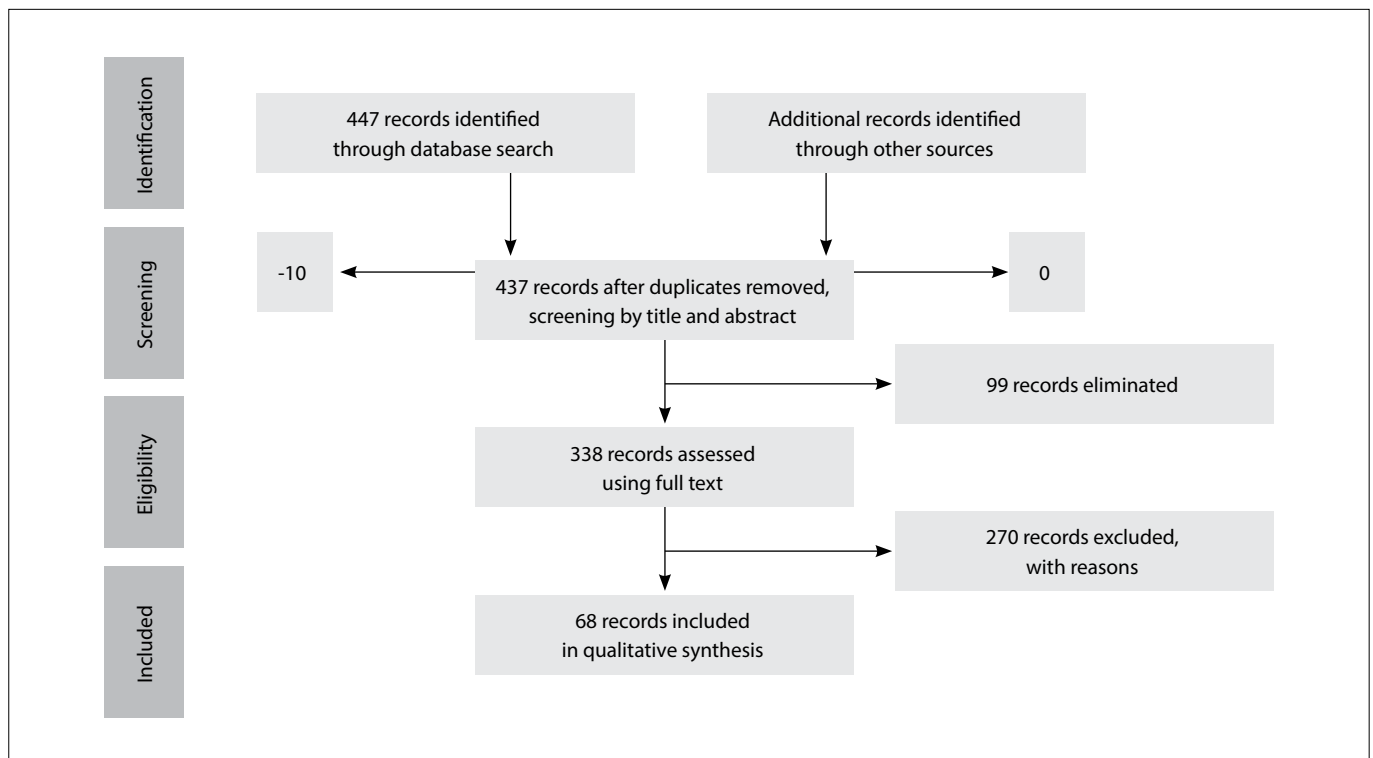 Identification
447 records identified
through database search
Additional records identified
through other sources
Screening
-10
437 records after duplicates removed,
screening by title and abstract
0
99 records eliminated
Eligibility
338 records assessed
using full text
270 records excluded,
with reasons
Included
68 records included
in qualitative synthesis